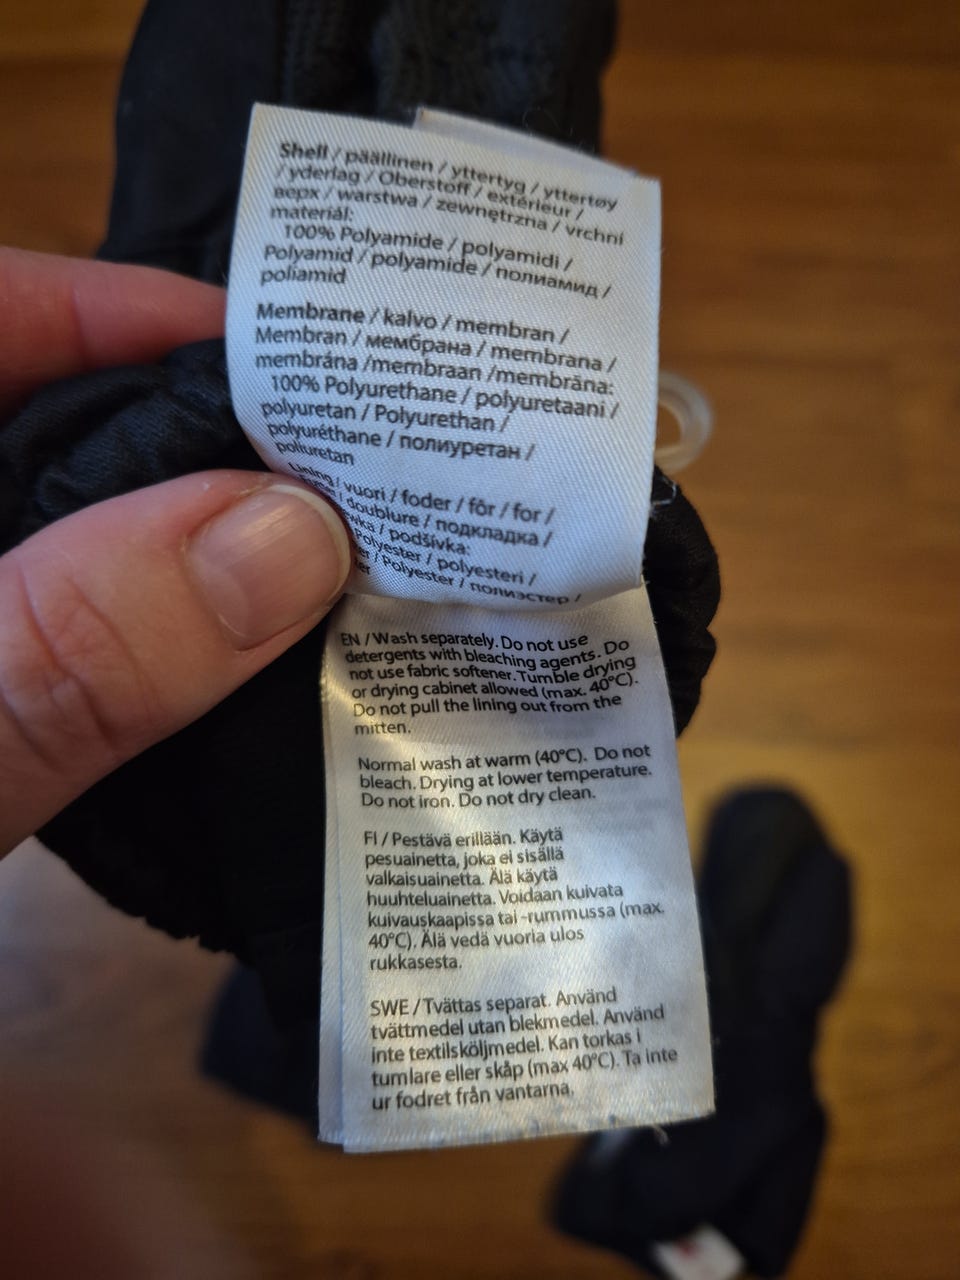 Shell / päällinen / yttertyg / yttertøy
/ yderlag / Oberstoff / extérieur /
верх / warstwa / zewnętrzna / vrchní
materiál:
100% Polyamide / polyamidi /
Polyamid / polyamide / полиамид /
poliamid
Membrane / kalvo / membran /
Membran / мембрана / membrana /
membrána /membraan /membrāna:
100% Polyurethane / polyuretaani /
polyuretan / Polyurethan /
polyuréthane / полиуретан /
poliuretan
Lining / vuori / foder / fôr / for /
/ doublure / подкладка /
/ podšívka:
Polyester / polyesteri /
/ Polyester / полиэстер /
EN / Wash separately. Do not use
detergents with bleaching agents. Do
not use fabric softener. Tumble drying
or drying cabinet allowed (max. 40°C).
Do not pull the lining out from the
mitten.
Normal wash at warm (40°C). Do not
bleach. Drying at lower temperature.
Do not iron. Do not dry clean.
FI / Pestävä erillään. Käytä
pesuainetta, joka ei sisällä
valkaisuainetta. Älä käytä
huuhteluainetta. Voidaan kuivata
kuivauskaapissa tai -rummussa (max.
40°C). Älä vedä vuoria ulos
rukkasesta.
SWE / Tvättas separat. Använd
tvättmedel utan blekmedel. Använd
inte textilsköljmedel. Kan torkas i
tumlare eller skåp (max 40°C). Ta inte
ur fodret från vantarna.